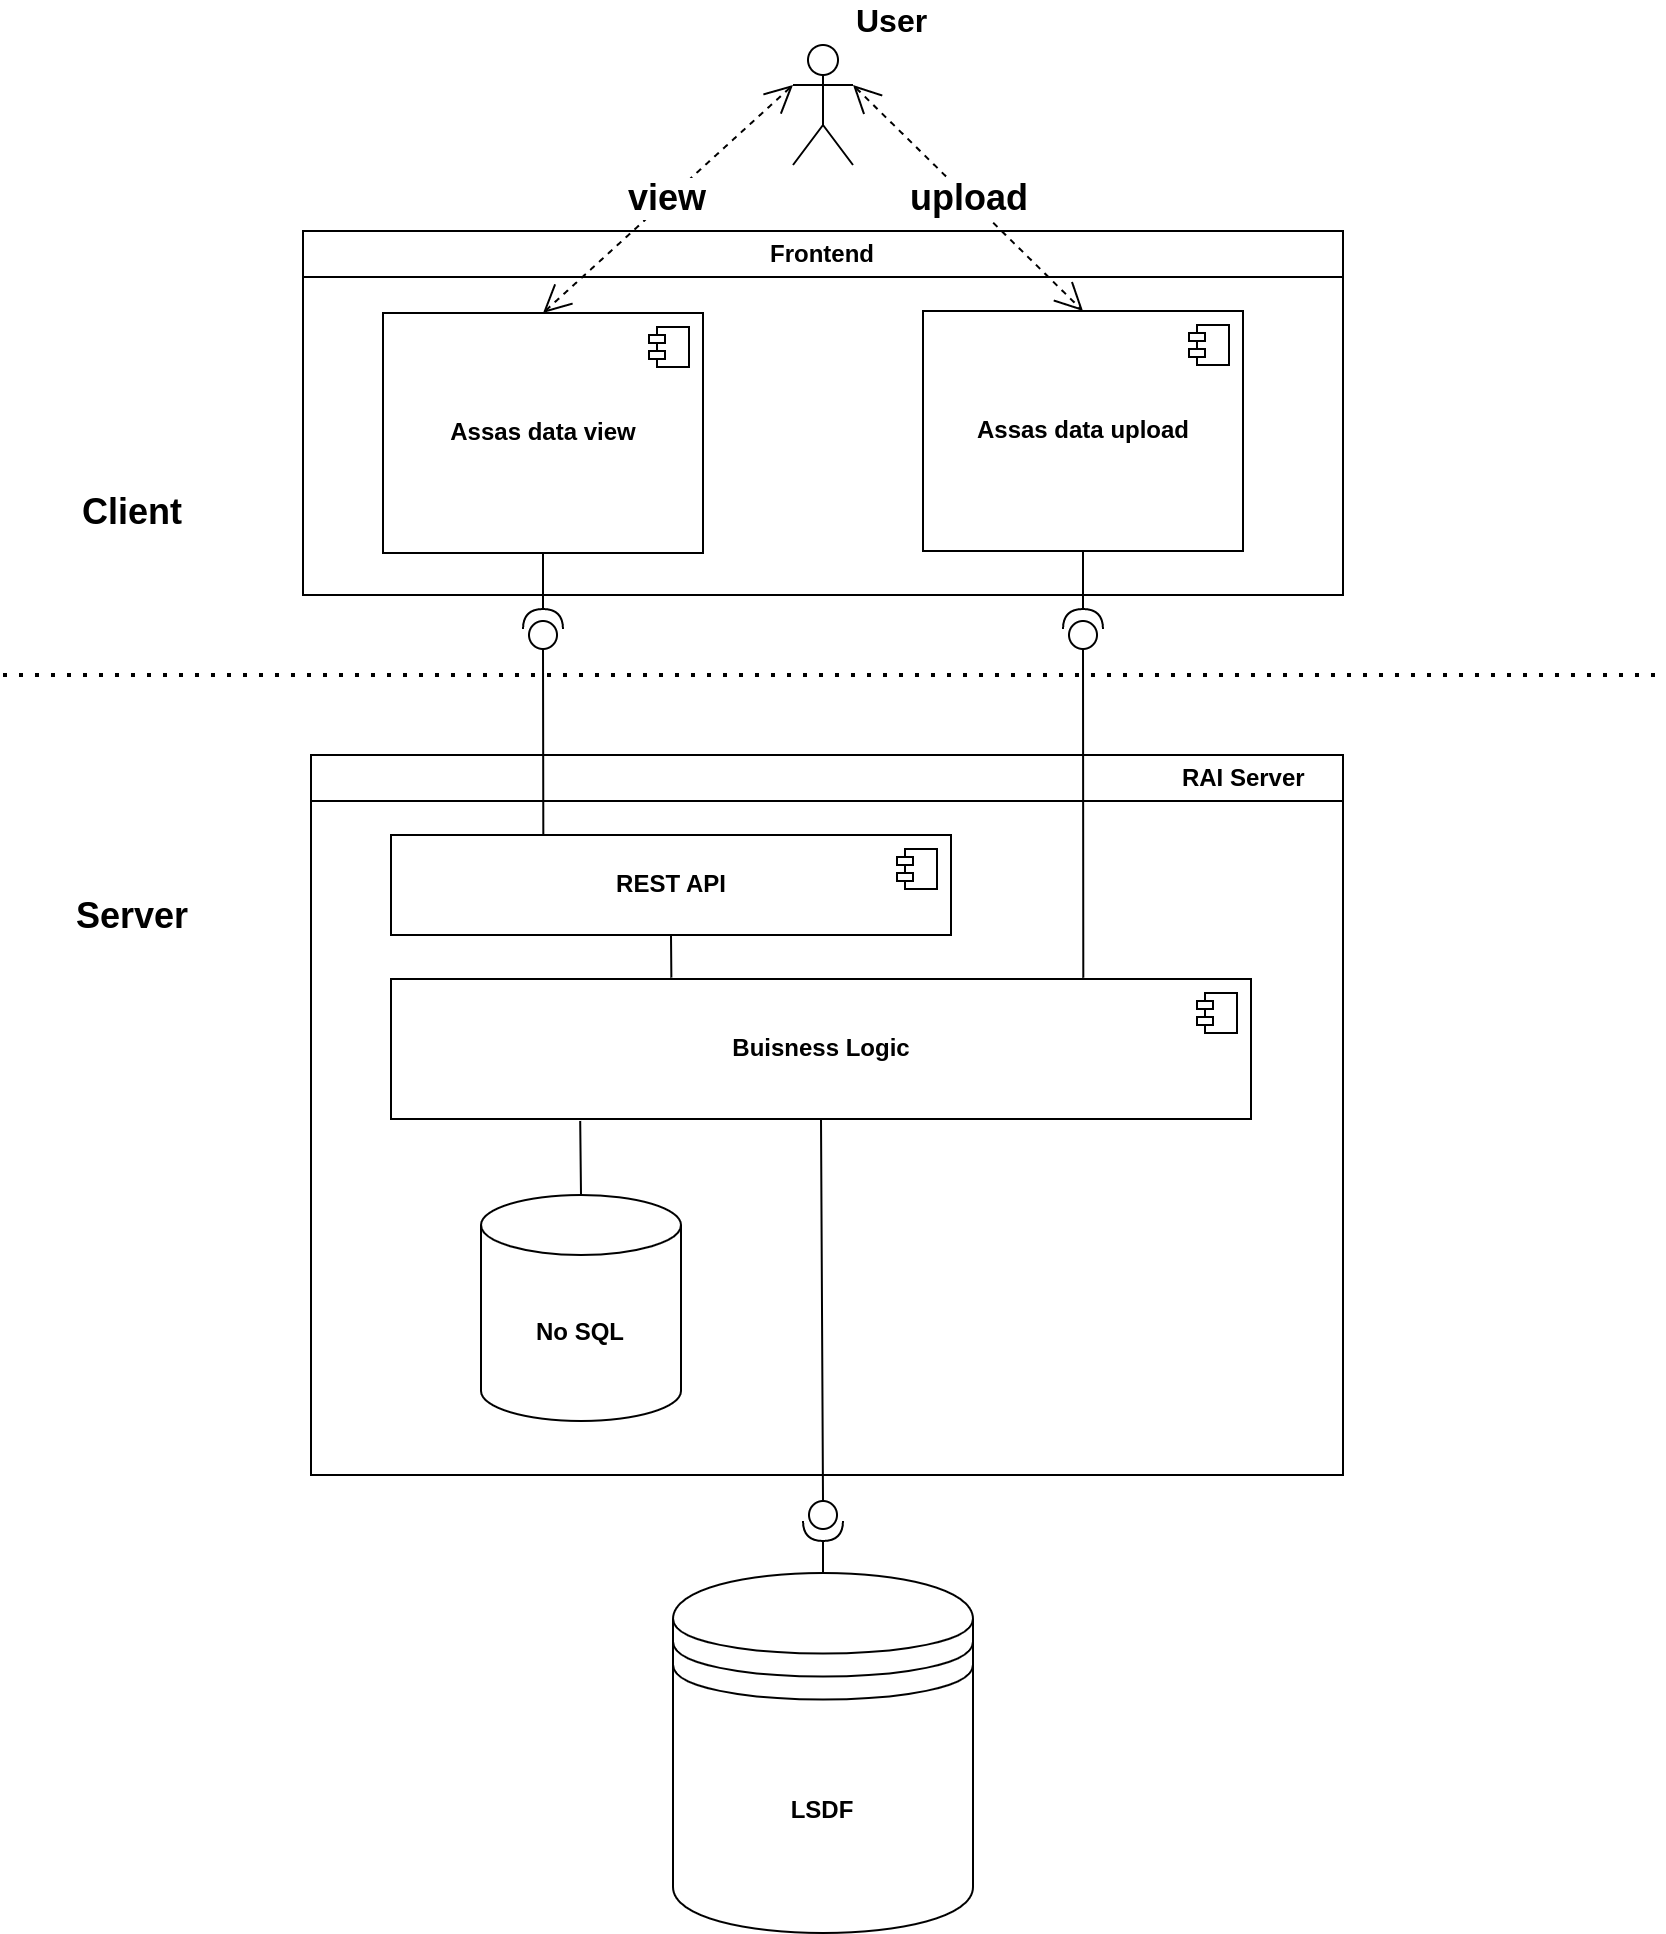 User
view
upload
Frontend
Assas data view
Assas data upload
Client
RAI Server
REST API
Server
Buisness Logic
No SQL
LSDF